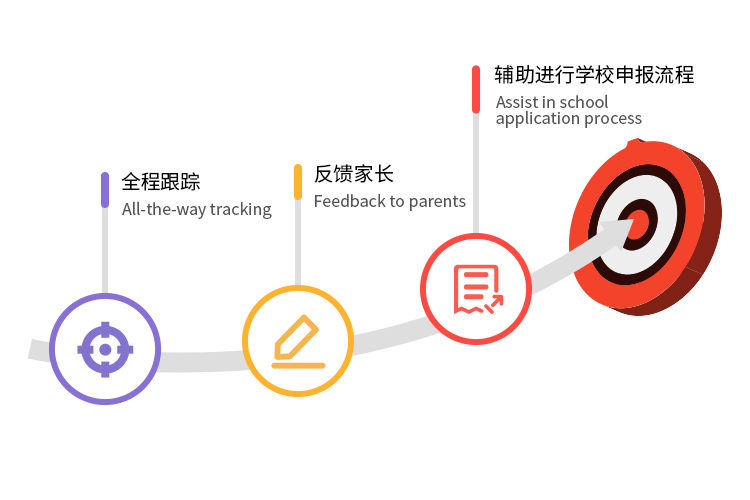 全程跟踪
All-the-way tracking
反馈家长
Feedback to parents
辅助进行学校申报流程
Assist in school
application process